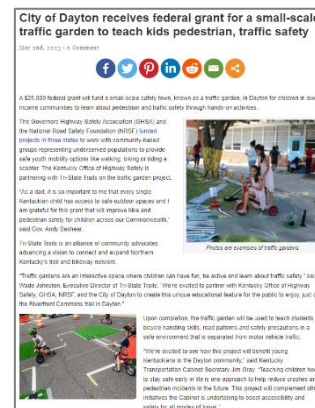 City of Dayton receives federal grant for a small-scale
traffic garden to teach kids pedestrian, traffic safety
Mar 2nd, 2023 · 0 Comment
A $25,000 federal grant will fund a small-scale safety town, known as a traffic garden, in Dayton for children in low
income communities to learn about pedestrian and traffic safety through hands-on activities.
The Governors Highway Safety Association (GHSA) and
the National Road Safety Foundation (NRSF) funded
projects in three states to work with community-based
groups representing underserved populations to provide
safe youth mobility options like walking, biking or riding a
scooter. The Kentucky Office of Highway Safety is
partnering with Tri-State Trails on the traffic garden project.
"As a dad, it is so important to me that every single
Kentuckian child has access to safe outdoor spaces and I
am grateful for this grant that will improve bike and
pedestrian safety for children across our Commonwealth,"
said Gov. Andy Beshear.
Tri-State Trails is an alliance of community advocates
advancing a vision to connect and expand Northern
Kentucky's trail and bikeway network.
Photos are examples of traffic gardens
"Traffic gardens are an interactive space where children can have fun, be active and learn about traffic safety," sai
Wade Johnston, Executive Director of Tri-State Trails. "We're excited to partner with Kentucky Office of Highway
Safety, GHSA, NRSF, and the City of Dayton to create this unique educational feature for the public to enjoy, just o
the Riverfront Commons trail in Dayton."
Upon completion, the traffic garden will be used to teach students
bicycle handling skills, road patterns and safety precautions in a
safe environment that is separated from motor vehicle traffic.
"We're excited to see how this project will benefit young
Kentuckians in the Dayton community," said Kentucky
Transportation Cabinet Secretary Jim Gray. "Teaching children how
to stay safe early in life is one approach to help reduce crashes an
pedestrian incidents in the future. This project will complement oth
initiatives the Cabinet is undertaking to boost accessibility and
safety for all modes of travel."